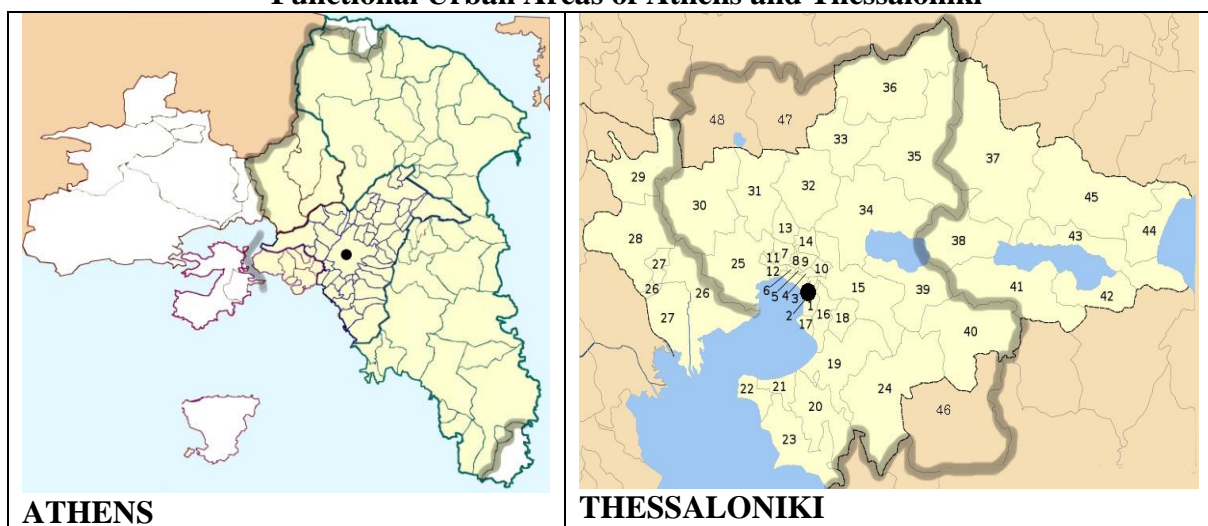 Functional Urban Areas of Athens and Thessaloniki
ATHENS
36
48 47
33
35 37
29 31 32 45
30 34
28 13 14 38 43 44
25 11 7 8 9
27 12 10
26 26 6 5 4 3 15 39 41 42
27 2 1 16 18
17 40
19
22 21 24
20 46
23
THESSALONIKI